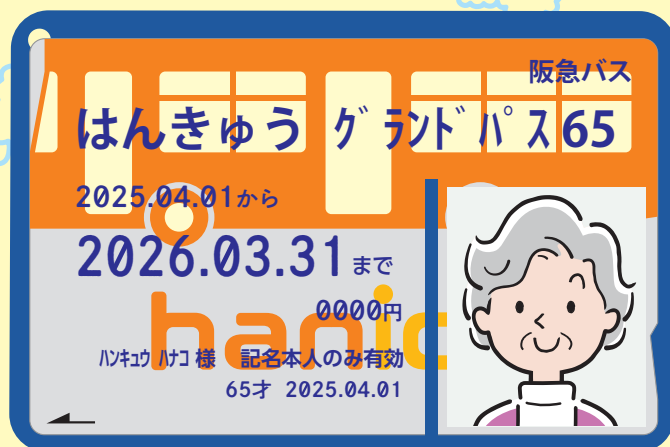 阪急バス
はんきゅう グランドパス65
2025.04.01から
2026.03.31まで
0000円
hanic
ハンキュウ ハナコ 様 記名本人のみ有効
65才 2025.04.01